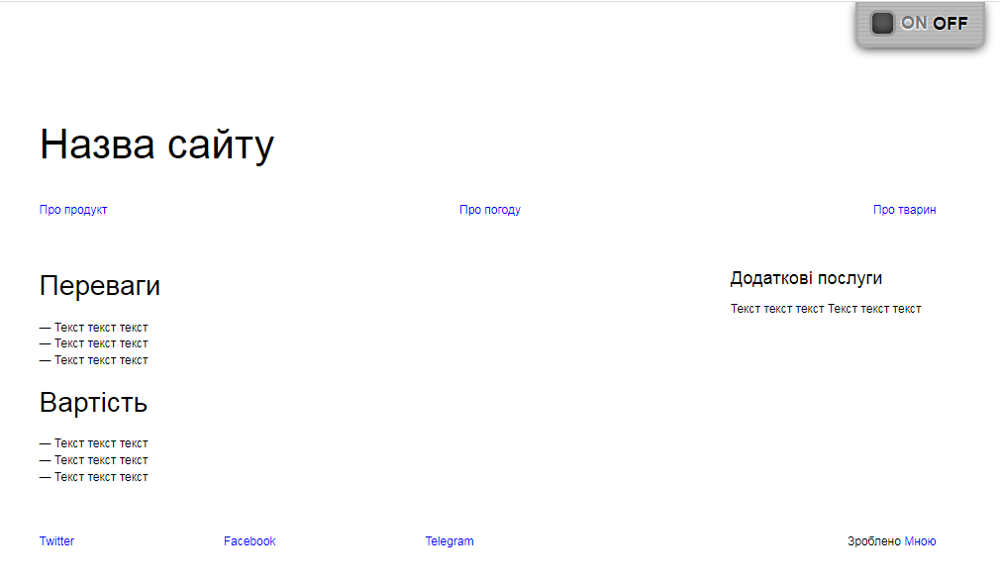 ON OFF
Назва сайту
Про продукт Про погоду Про тварин
Переваги
— Текст текст текст
— Текст текст текст
— Текст текст текст
Вартість
— Текст текст текст
— Текст текст текст
— Текст текст текст
Додаткові послуги
Текст текст текст Текст текст текст
Twitter Facebook Telegram Зроблено Мною